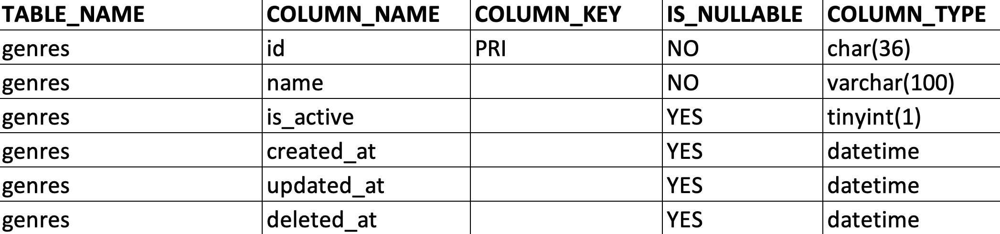 TABLE_NAME COLUMN_NAME COLUMN_KEY IS_NULLABLE COLUMN_TYPE
genres id PRI NO char(36)
genres name NO varchar(100)
genres is_active YES tinyint(1)
genres created_at YES datetime
genres updated_at YES datetime
genres deleted_at YES datetime